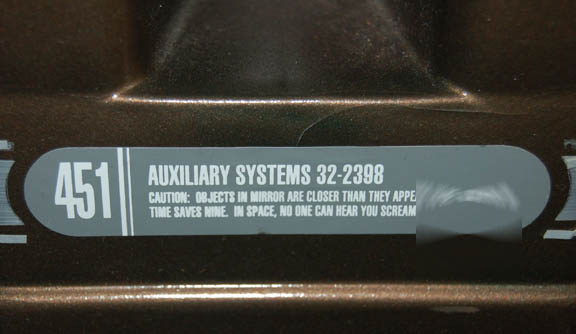 451
AUXILIARY SYSTEMS 32-2398
CAUTION: OBJECTS IN MIRROR ARE CLOSER THAN THEY
TIME SAVES NINE. IN SPACE, NO ONE CAN HEAR YOU SCREAM